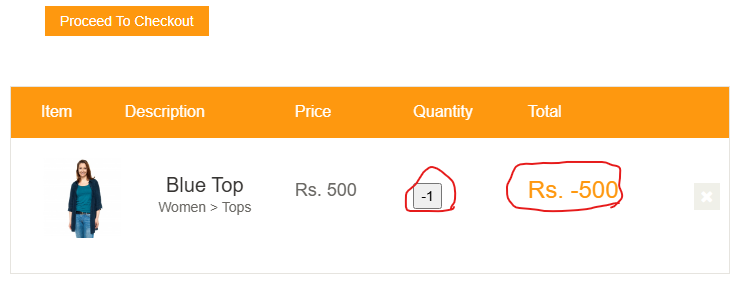 Proceed To Checkout
Item Description Price Quantity Total
Blue Top
Women > Tops
Rs. 500
-1
Rs. -500